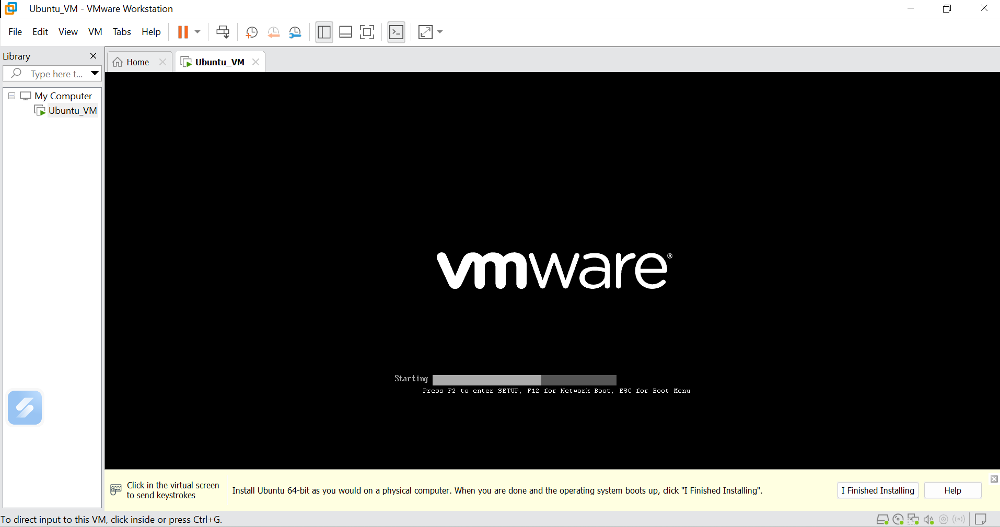 Ubuntu_VM - VMware Workstation
File Edit View VM Tabs Help
Library
Type here t...
My Computer
Ubuntu_VM
Home
Ubuntu_VM
vmware®
Starting
Press F2 to enter SETUP, F12 for Network Boot, ESC for Boot Menu
Click in the virtual screen
to send keystrokes
Install Ubuntu 64-bit as you would on a physical computer. When you are done and the operating system boots up, click "I Finished Installing".
I Finished Installing
Help
To direct input to this VM, click inside or press Ctrl+G.